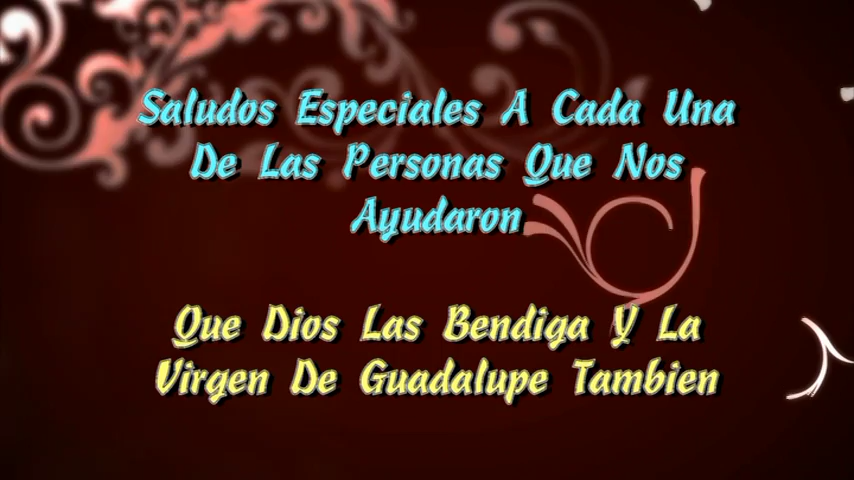 Saludos Especiales A Cada Una
De Las Personas Que Nos
Ayudaron
Que Dios Las Bendiga Y La
Virgen De Guadalupe Tambien